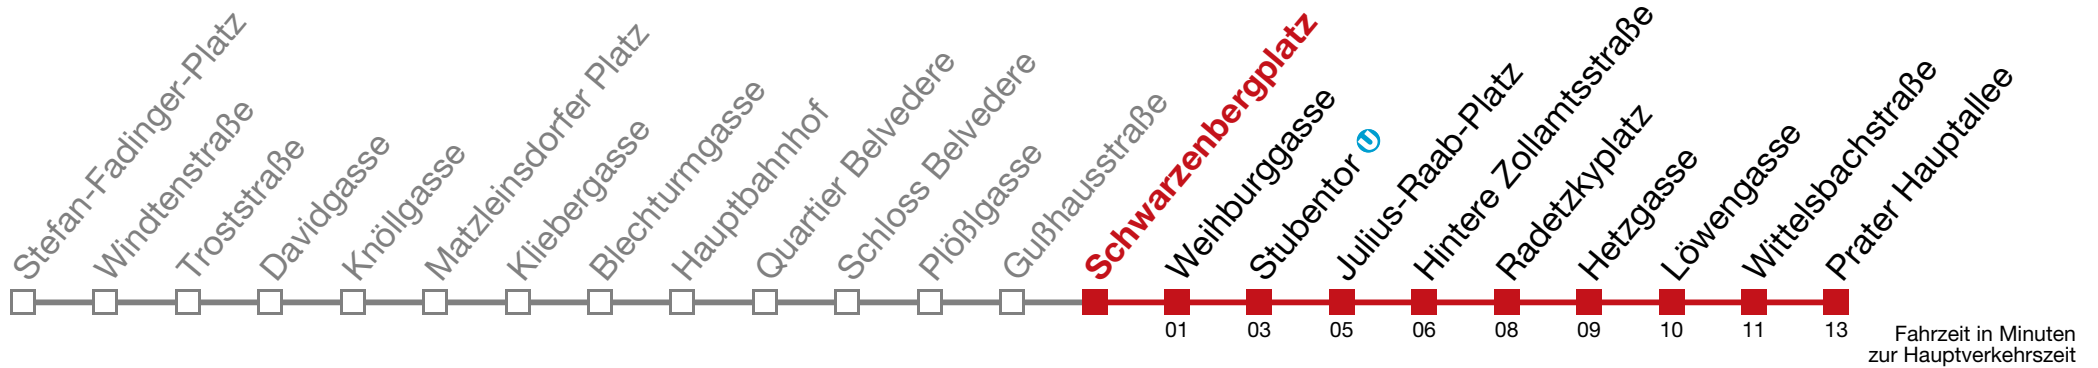 Stefan-Fadinger-Platz
Windtenstraße
Troststraße
Davidgasse
Knöllgasse
Matzleinsdorfer Platz
Kliebergasse
Blechturmgasse
Hauptbahnhof
Quartier Belvedere
Schloss Belvedere
Plößlgasse
Gußhausstraße
Schwarzenbergplatz
Weihburggasse
Stubentor U
Julius-Raab-Platz
Hintere Zollamtsstraße
Radetzkyplatz
Hetzgasse
Löwengasse
Wittelsbachstraße
Prater Hauptallee
01 03 05 06 08 09 10 11 13
Fahrzeit in Minuten
zur Hauptverkehrszeit